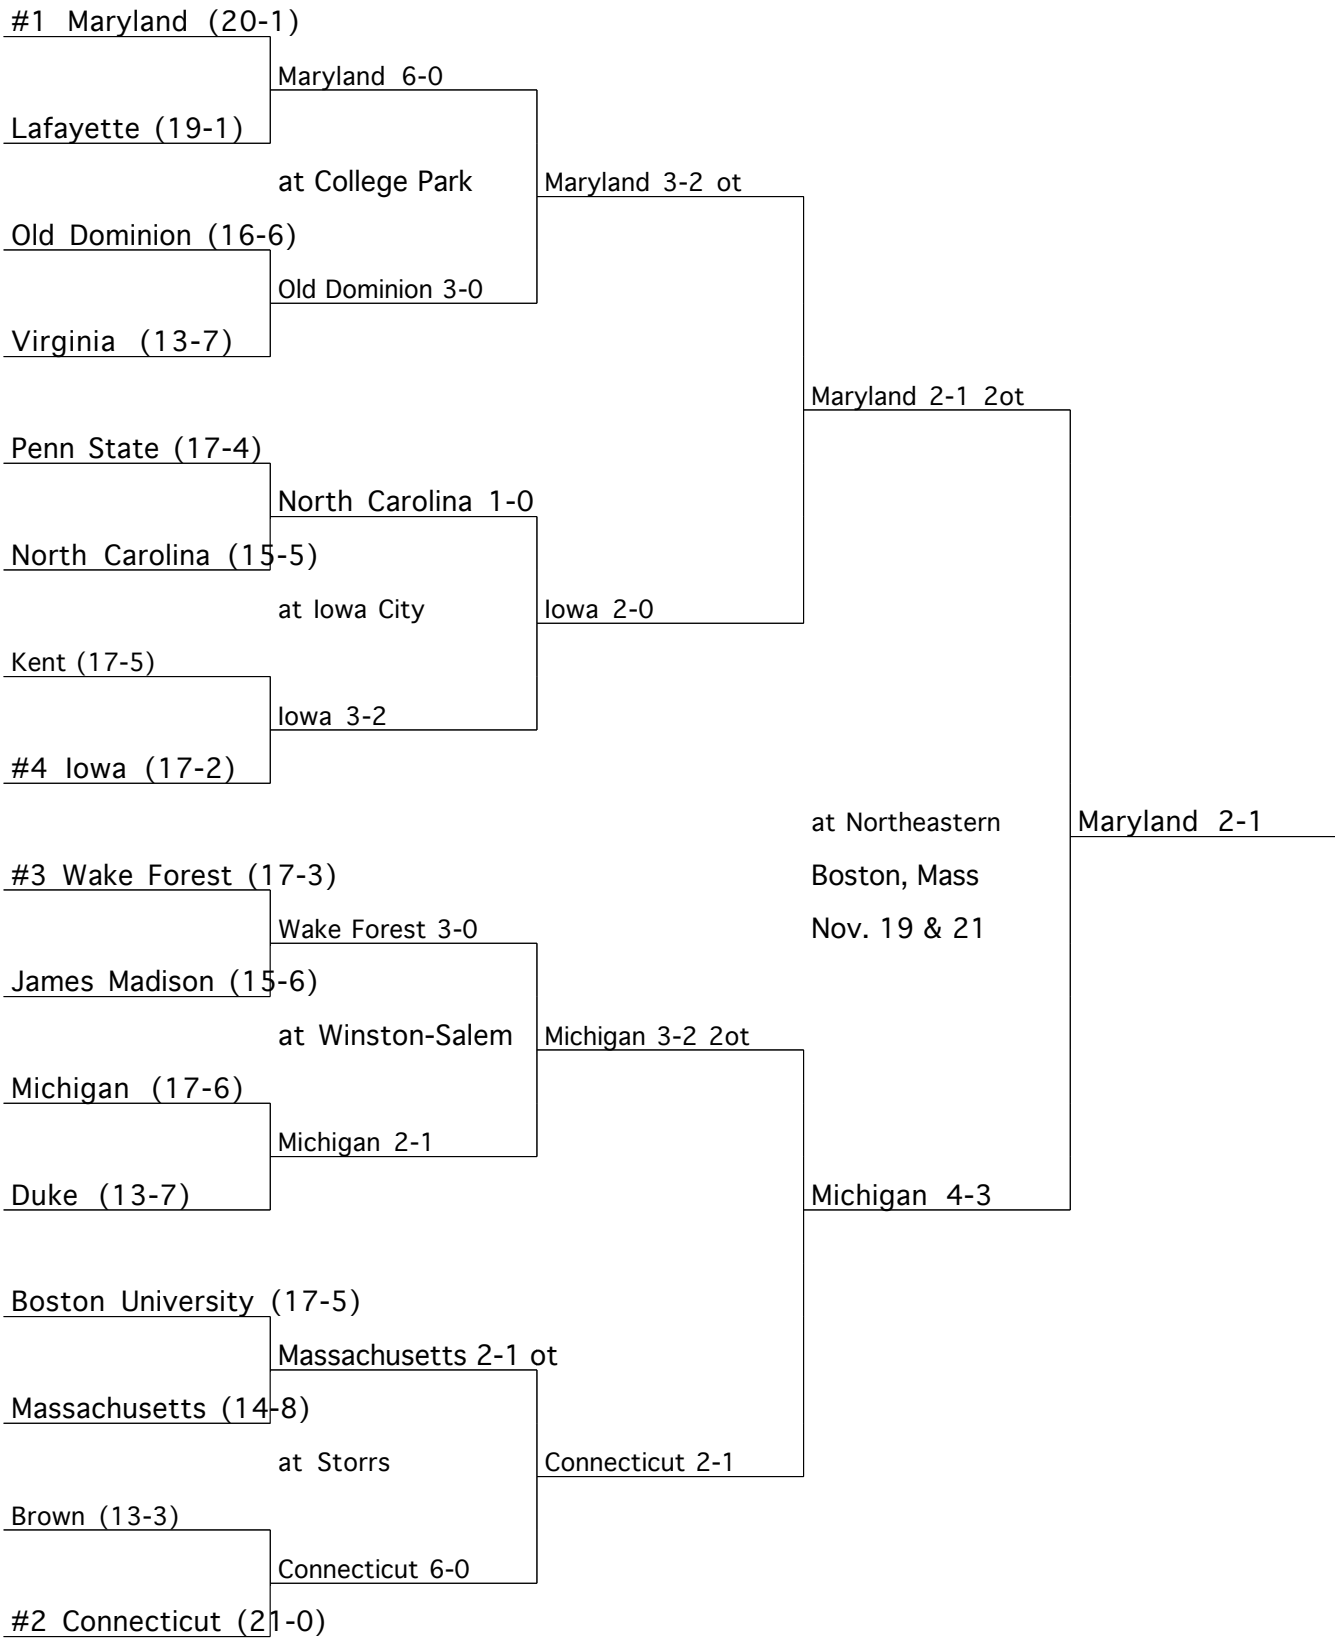 #1 Maryland (20-1)
Maryland 6-0
Lafayette (19-1)
at College Park
Maryland 3-2 ot
Old Dominion (16-6)
Old Dominion 3-0
Virginia (13-7)
Maryland 2-1 2ot
Penn State (17-4)
North Carolina 1-0
North Carolina (15-5)
at Iowa City
Iowa 2-0
Kent (17-5)
Iowa 3-2
#4 Iowa (17-2)
at Northeastern
Maryland 2-1
#3 Wake Forest (17-3)
Boston, Mass
Wake Forest 3-0
Nov. 19 & 21
James Madison (15-6)
at Winston-Salem
Michigan 3-2 2ot
Michigan (17-6)
Michigan 2-1
Duke (13-7)
Michigan 4-3
Boston University (17-5)
Massachusetts 2-1 ot
Massachusetts (14-8)
at Storrs
Connecticut 2-1
Brown (13-3)
Connecticut 6-0
#2 Connecticut (21-0)